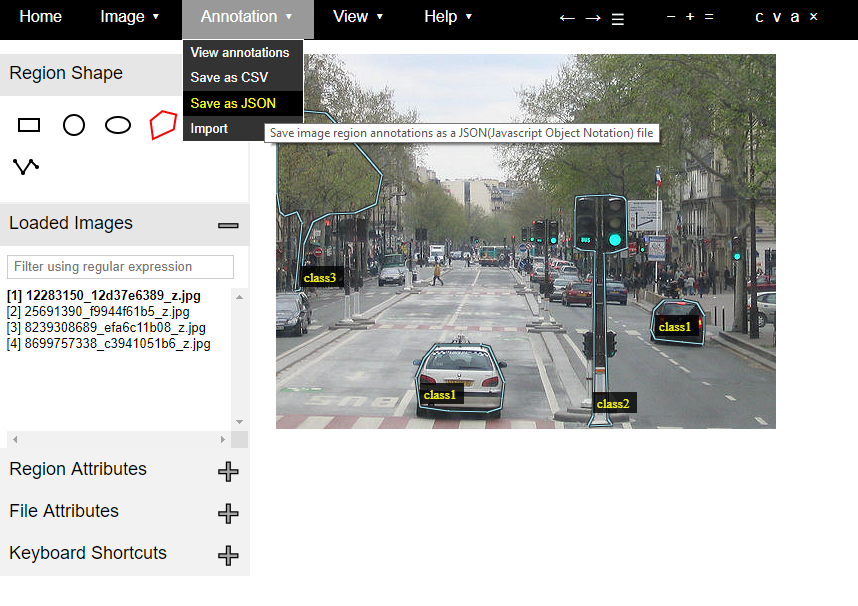 Home Image ▼ Annotation ▼ View ▼ Help ▼ ← → ☰ − + = c v a ×
View annotations
Save as CSV
Save as JSON
Import
Save image region annotations as a JSON(Javascript Object Notation) file
Region Shape
Loaded Images
Filter using regular expression
[1] 12283150_12d37e6389_z.jpg
[2] 25691390_f9944f61b5_z.jpg
[3] 8239308689_efa6c11b08_z.jpg
[4] 8699757338_c3941051b6_z.jpg
Region Attributes
File Attributes
Keyboard Shortcuts
BUS
class3
class1
class1
class2